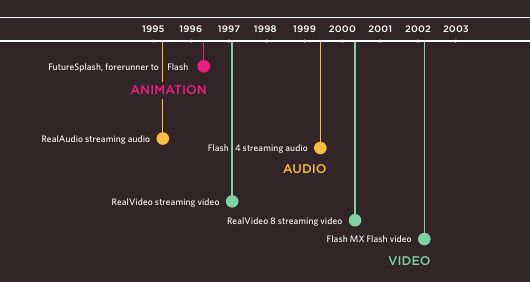 1995 1996 1997 1998 1999 2000 2001 2002 2003
FutureSplash, forerunner to Flash
ANIMATION
RealAudio streaming audio
Flash 4 streaming audio
AUDIO
RealVideo streaming video
RealVideo 8 streaming video
Flash MX Flash video
VIDEO